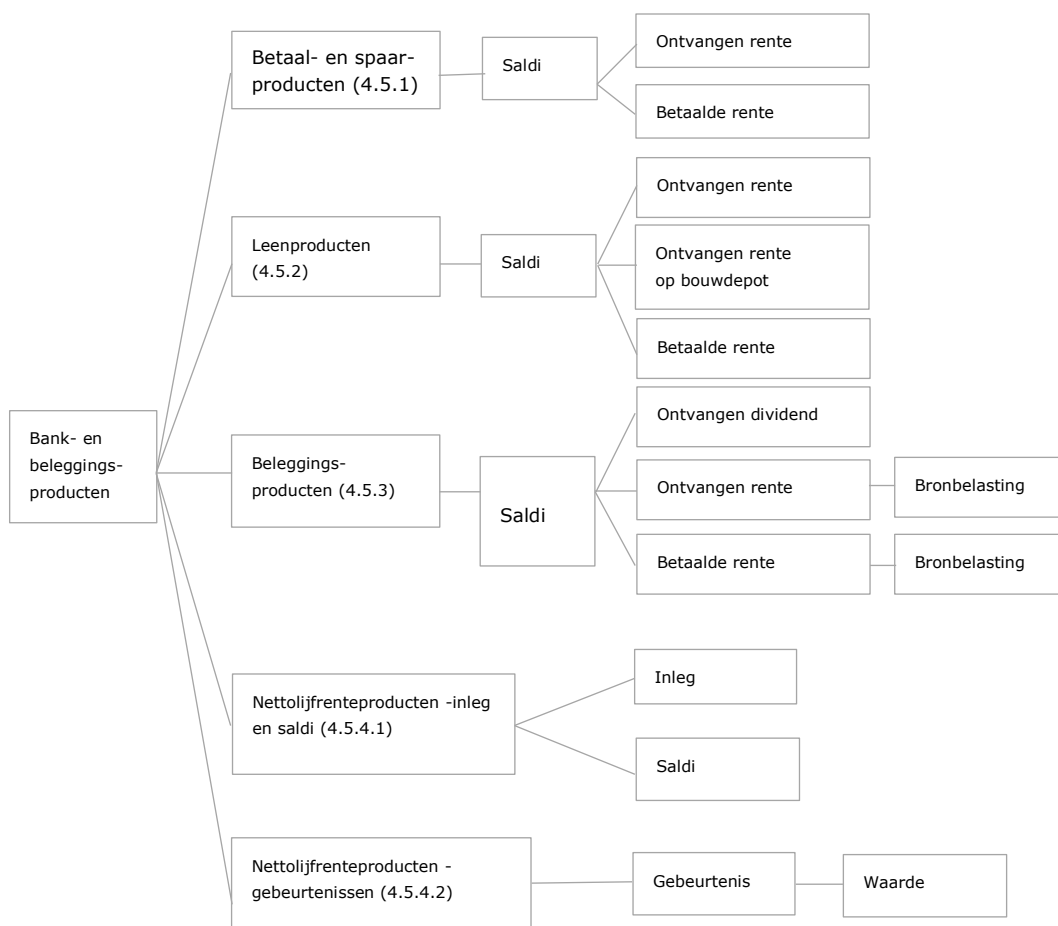 Betaal- en spaar-
producten (4.5.1)
Saldi
Ontvangen rente
Betaalde rente
Leenproducten
(4.5.2)
Saldi
Ontvangen rente
Ontvangen rente
op bouwdepot
Betaalde rente
Bank- en
beleggings-
producten
Beleggings-
producten (4.5.3)
Saldi
Ontvangen dividend
Ontvangen rente
Bronbelasting
Betaalde rente
Bronbelasting
Nettolijfrenteproducten -inleg
en saldi (4.5.4.1)
Inleg
Saldi
Nettolijfrenteproducten -
gebeurtenissen (4.5.4.2)
Gebeurtenis
Waarde